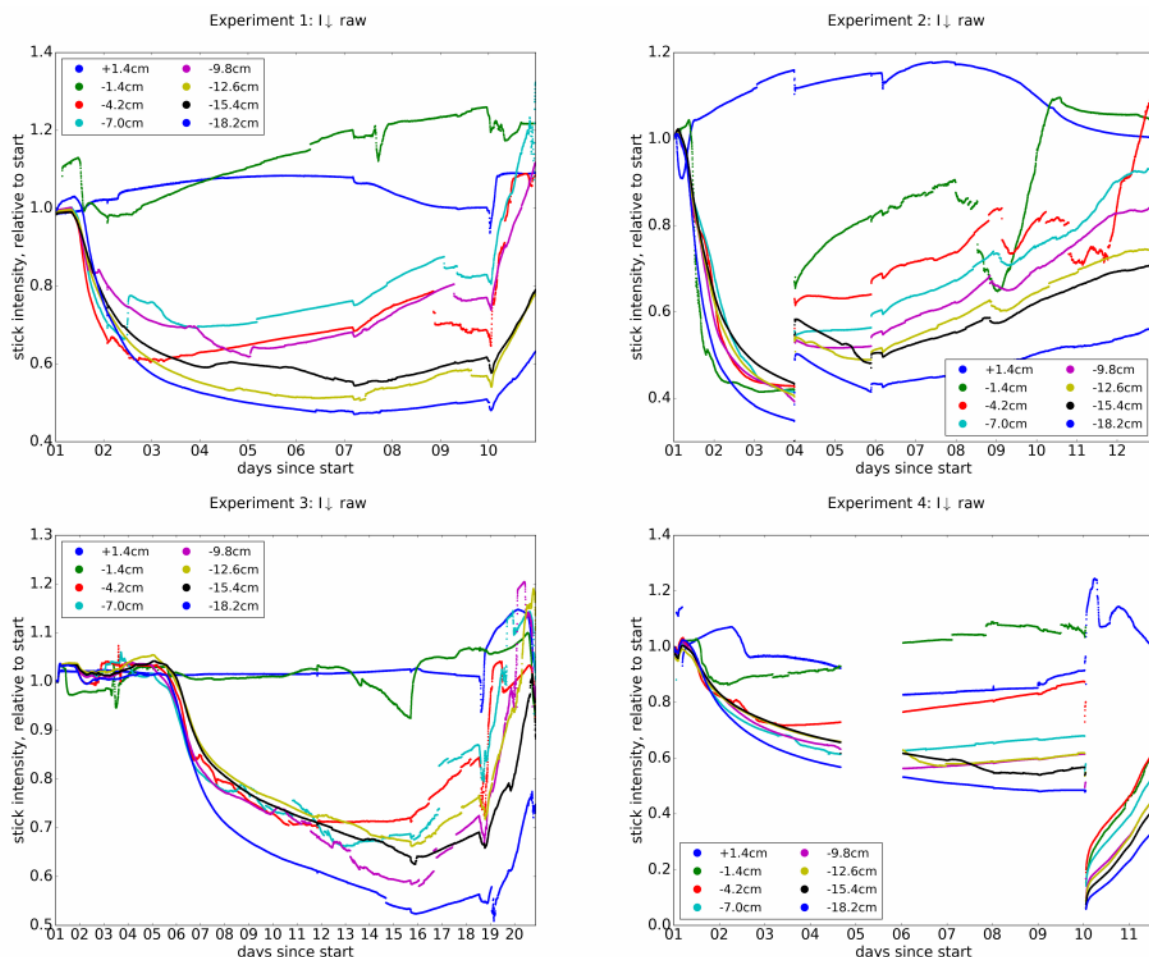 Experiment 1: I↓ raw
1.4
1.2
1.0
0.8
0.6
0.4
stick intensity, relative to start
+1.4cm -9.8cm
-1.4cm -12.6cm
-4.2cm -15.4cm
-7.0cm -18.2cm
01 02 03 04 05 06 07 08 09 10
days since start
Experiment 2: I↓ raw
1.2
1.0
0.8
0.6
0.4
stick intensity, relative to start
+1.4cm -9.8cm
-1.4cm -12.6cm
-4.2cm -15.4cm
-7.0cm -18.2cm
01 02 03 04 05 06 07 08 09 10 11 12
days since start
Experiment 3: I↓ raw
1.3
1.2
1.1
1.0
0.9
0.8
0.7
0.6
0.5
stick intensity, relative to start
+1.4cm -9.8cm
-1.4cm -12.6cm
-4.2cm -15.4cm
-7.0cm -18.2cm
01 02 03 04 05 06 07 08 09 10 11 12 13 14 15 16 17 18 19 20
days since start
Experiment 4: I↓ raw
1.4
1.2
1.0
0.8
0.6
0.4
0.2
0.0
stick intensity, relative to start
+1.4cm -9.8cm
-1.4cm -12.6cm
-4.2cm -15.4cm
-7.0cm -18.2cm
01 02 03 04 05 06 07 08 09 10 11
days since start